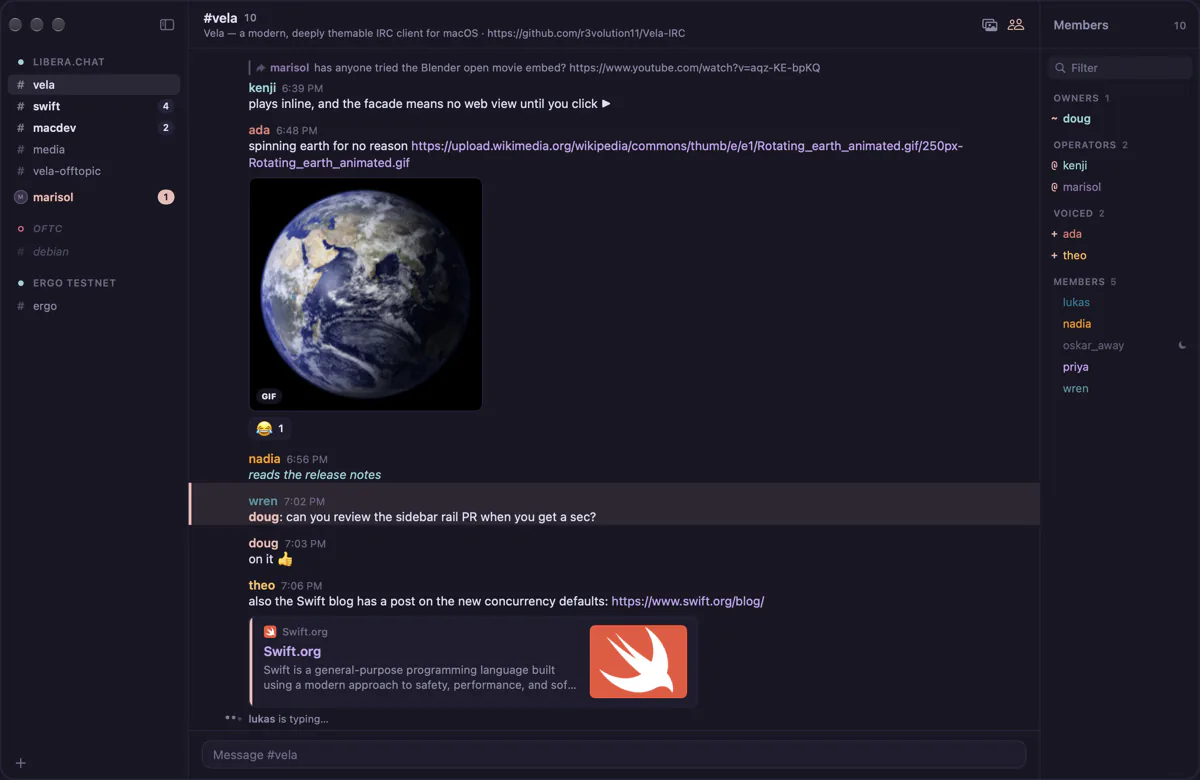 LIBERA.CHAT
# vela
# swift 4
# macdev 2
# media
# vela-offtopic
M marisol 1
OFTC
# debian
ERGO TESTNET
# ergo
+
#vela 10
Vela — a modern, deeply themable IRC client for macOS · https://github.com/r3volution11/Vela-IRC
marisol has anyone tried the Blender open movie embed? https://www.youtube.com/watch?v=aqz-KE-bpKQ
kenji 6:39 PM
plays inline, and the facade means no web view until you click ▶
ada 6:48 PM
spinning earth for no reason https://upload.wikimedia.org/wikipedia/commons/thumb/e/e1/Rotating_earth_animated.gif/250px-
Rotating_earth_animated.gif
GIF
😂 1
nadia 6:56 PM
reads the release notes
wren 7:02 PM
doug: can you review the sidebar rail PR when you get a sec?
doug 7:03 PM
on it 👍
theo 7:06 PM
also the Swift blog has a post on the new concurrency defaults: https://www.swift.org/blog/
Swift.org
Swift.org
Swift is a general-purpose programming language built
using a modern approach to safety, performance, and sof…
lukas is typing…
Message #vela
Members 10
Filter
OWNERS 1
~ doug
OPERATORS 2
@ kenji
@ marisol
VOICED 2
+ ada
+ theo
MEMBERS 5
lukas
nadia
oskar_away
priya
wren